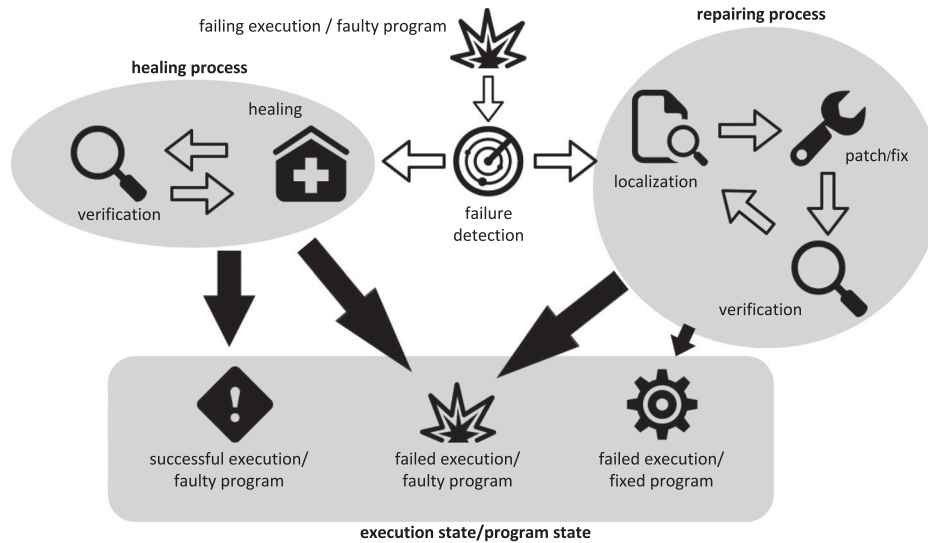 failing execution / faulty program
repairing process
healing process
healing
verification
failure
detection
localization
patch/fix
verification
successful execution/
faulty program
failed execution/
faulty program
failed execution/
fixed program
execution state/program state